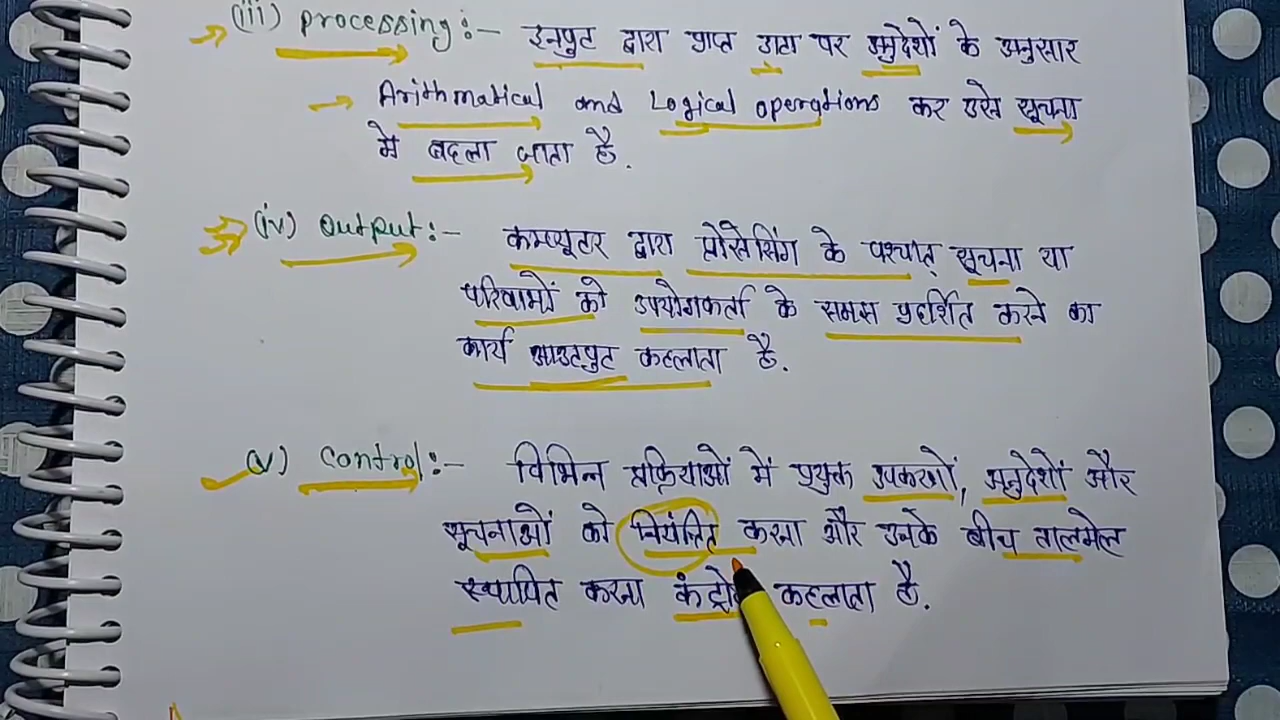 (iii) processing:- इनपुट द्वारा प्राप्त डाटा पर अनुदेशों के अनुसार
Arithmatical and Logical operations कर उसे सूचना
में बदला जाता है.
(iv) output:- कम्प्यूटर द्वारा प्रोसेसिंग के पश्चात् सूचना या
परिणामों को उपयोगकर्ता के समक्ष प्रदर्शित करने का
कार्य आउटपुट कहलाता है.
(v) control:- विभिन्न प्रक्रियाओं में प्रयुक्त उपकरणों, अनुदेशों और
सूचनाओं को नियंत्रित करना और उनके बीच तालमेल
स्थापित करना कहलाता है.